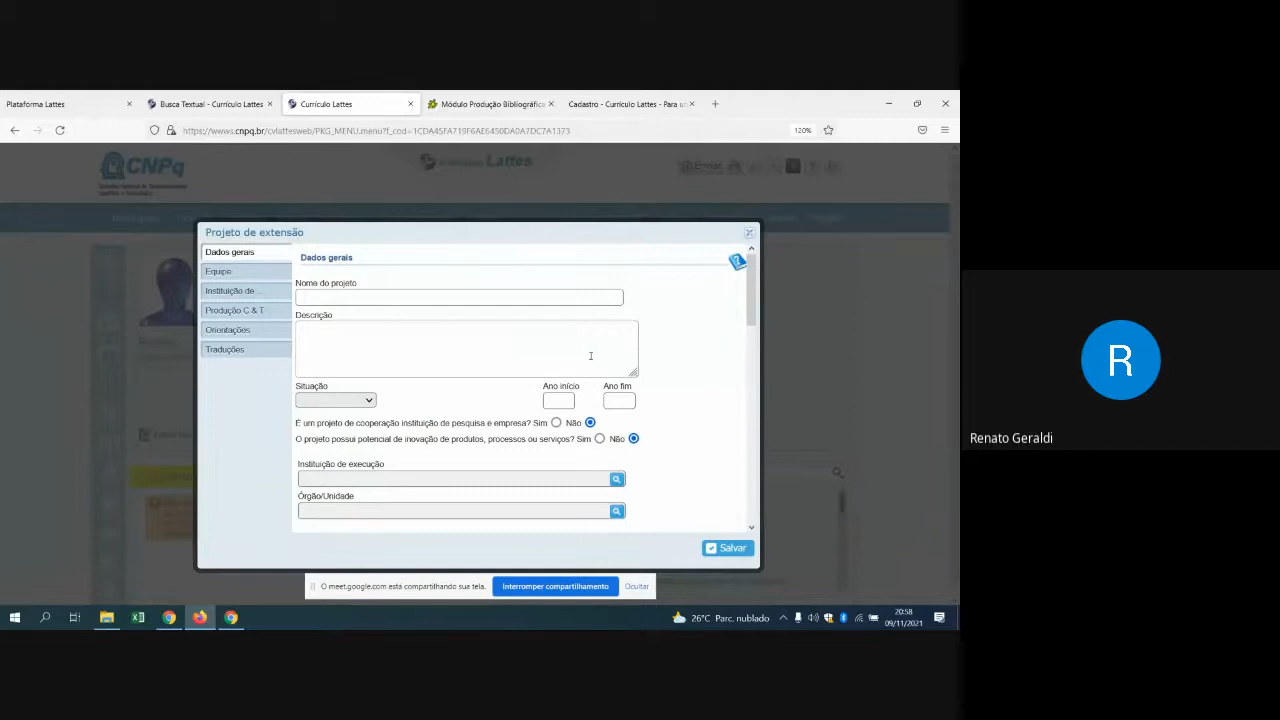 Plataforma Lattes
Busca Textual - Currículo Lattes
Currículo Lattes
Módulo Produção Bibliográfica
Cadastro - Currículo Lattes - Para u
120%
CNPq
Lattes
Projeto de extensão
Dados gerais
Equipe
Instituição de ...
Produção C & T
Orientações
Traduções
Dados gerais
Nome do projeto
Descrição
Situação
Ano início
Ano fim
É um projeto de cooperação instituição de pesquisa e empresa? Sim Não
O projeto possui potencial de inovação de produtos, processos ou serviços? Sim Não
Instituição de execução
Órgão/Unidade
Salvar
O meet.google.com está compartilhando sua tela.
Interromper compartilhamento
Ocultar
26°C Parc. nublado
20:58
09/11/2021
R
Renato Geraldi